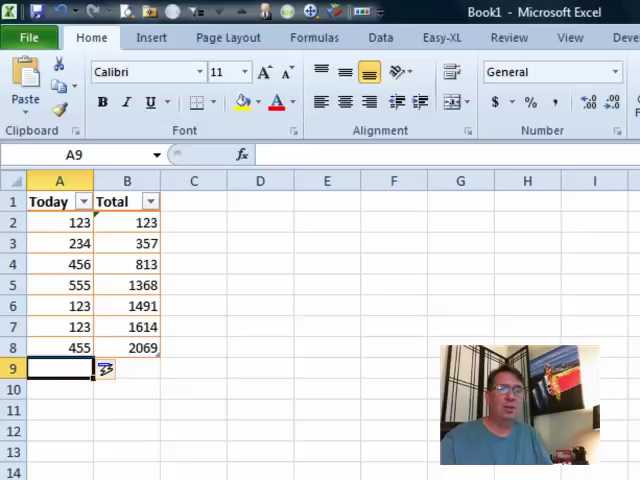 Book1 - Microsoft Excel
File Home Insert Page Layout Formulas Data Easy-XL Review View
Calibri 11 General
Paste B I U A $ % ,
Clipboard Font Alignment Number
A9 fx
A B C D E F G H I
1 Today Total
2 123 123
3 234 357
4 456 813
5 555 1368
6 123 1491
7 123 1614
8 455 2069
9
10
11
12
13
14